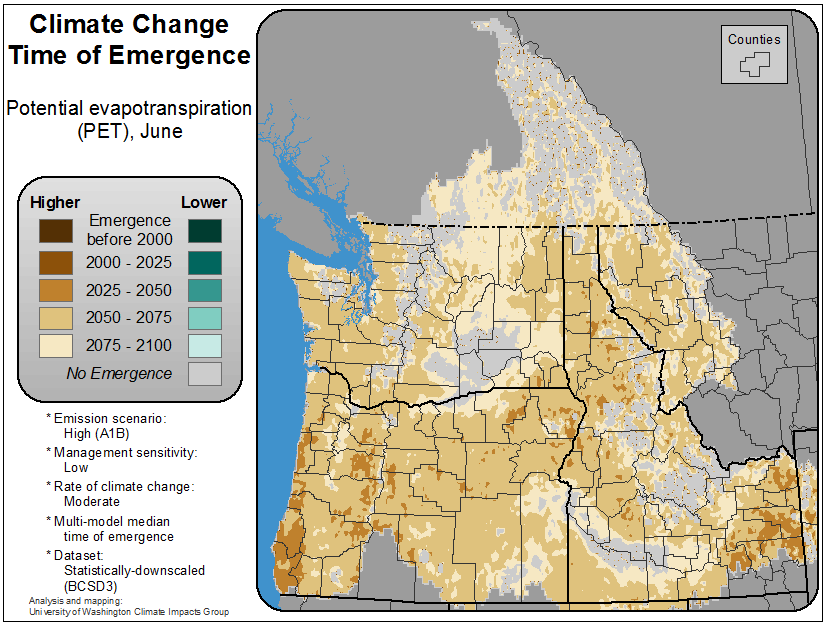 Climate Change
Time of Emergence
Potential evapotranspiration
(PET), June
Higher Lower
Emergence
before 2000
2000 - 2025
2025 - 2050
2050 - 2075
2075 - 2100
No Emergence
* Emission scenario:
High (A1B)
* Management sensitivity:
Low
* Rate of climate change:
Moderate
* Multi-model median
time of emergence
* Dataset:
Statistically-downscaled
(BCSD3)
Analysis and mapping:
University of Washington Climate Impacts Group
Counties